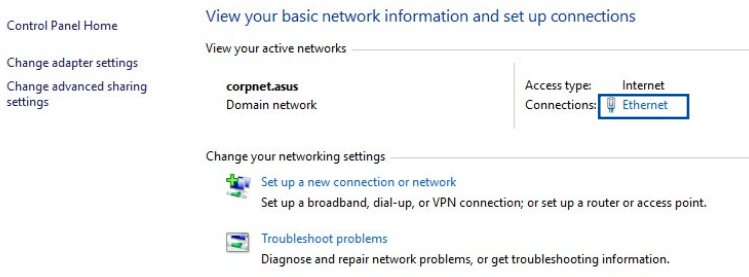 View your basic network information and set up connections
Control Panel Home
View your active networks
Change adapter settings
Change advanced sharing
settings
corpnet.asus
Domain network
Access type: Internet
Connections: Ethernet
Change your networking settings
Set up a new connection or network
Set up a broadband, dial-up, or VPN connection; or set up a router or access point.
Troubleshoot problems
Diagnose and repair network problems, or get troubleshooting information.